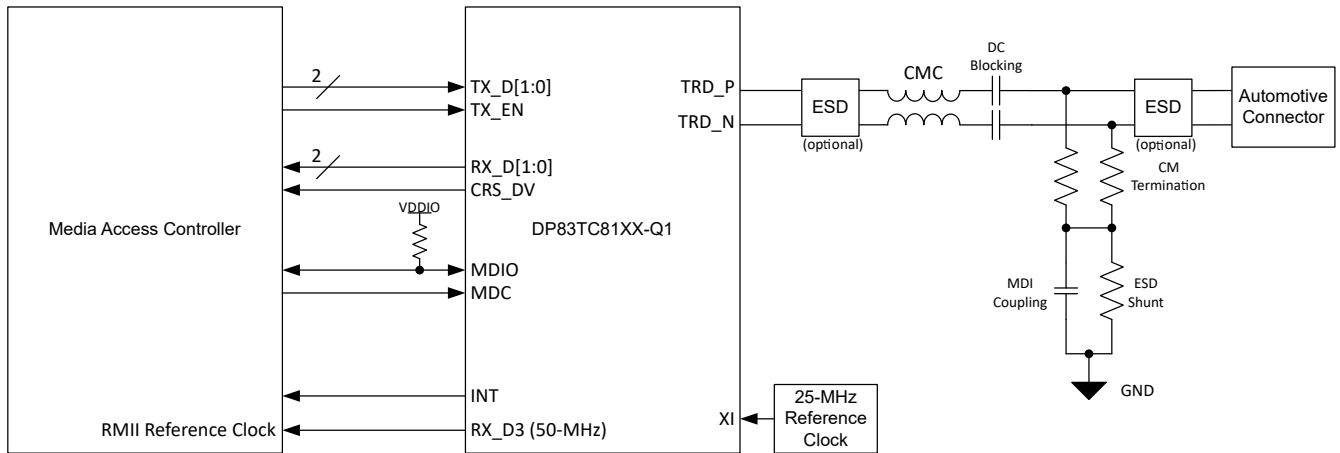 Media Access Controller
RMII Reference Clock
2
2
VDDIO
TX_D[1:0]
TX_EN
RX_D[1:0]
CRS_DV
MDIO
MDC
INT
RX_D3 (50-MHz)
DP83TC81XX-Q1
TRD_P
TRD_N
XI
25-MHz
Reference
Clock
ESD
(optional)
CMC
DC
Blocking
ESD
(optional)
Automotive
Connector
CM
Termination
MDI
Coupling
ESD
Shunt
GND